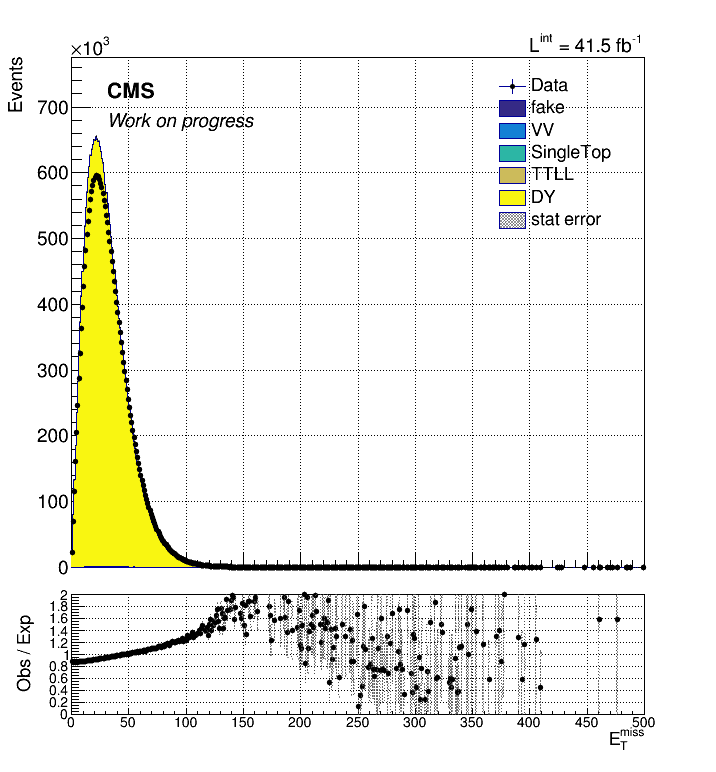 ×10³
L^int = 41.5 fb⁻¹
Events
CMS
Work on progress
Data
fake
VV
SingleTop
TTLL
DY
stat error
700
600
500
400
300
200
100
0
Obs / Exp
2
1.8
1.6
1.4
1.2
1
0.8
0.6
0.4
0.2
0
0 50 100 150 200 250 300 350 400 450 500
E_T^miss